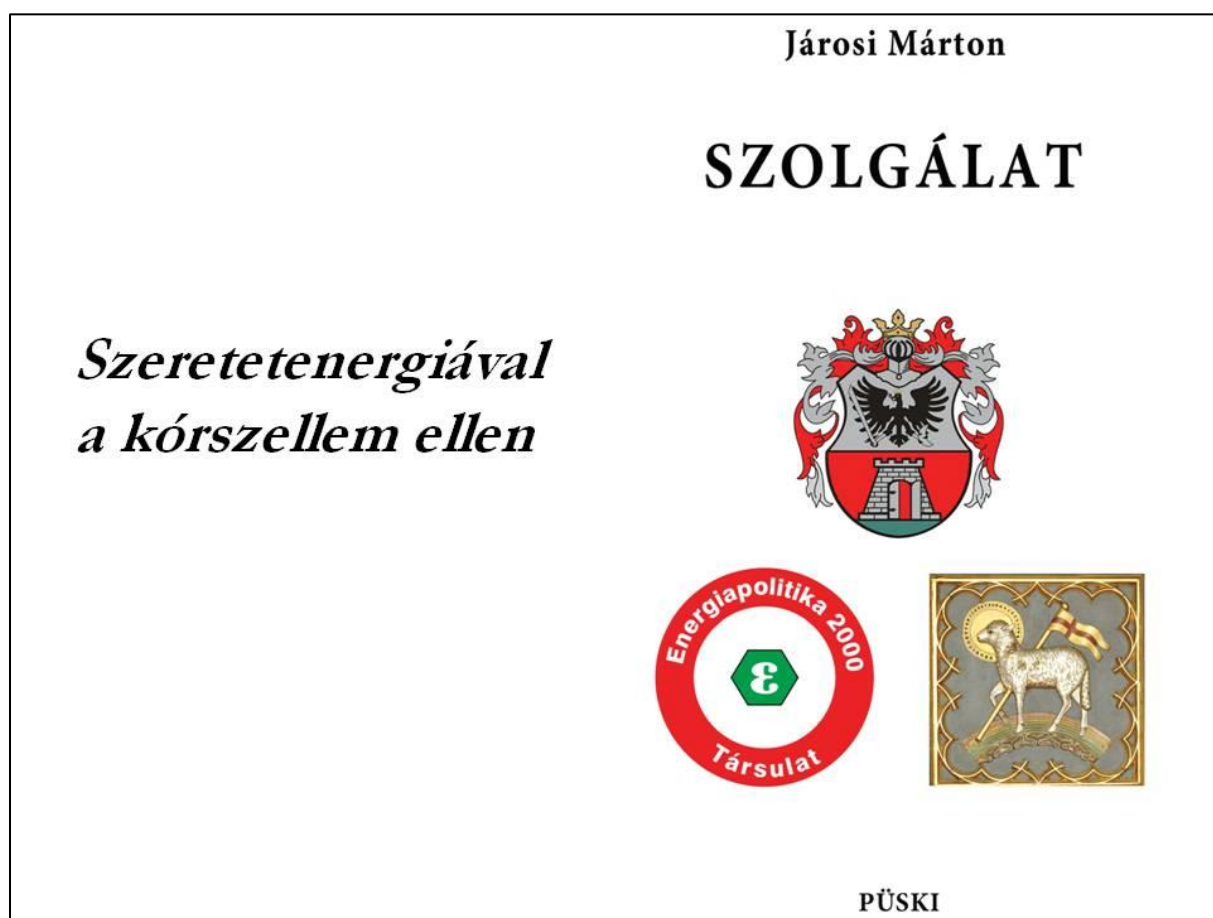 Járosi Márton
SZOLGÁLAT
Szeretetenergiával
a kórszellem ellen
Energiapolitika 2000
ε
Társulat
PÜSKI